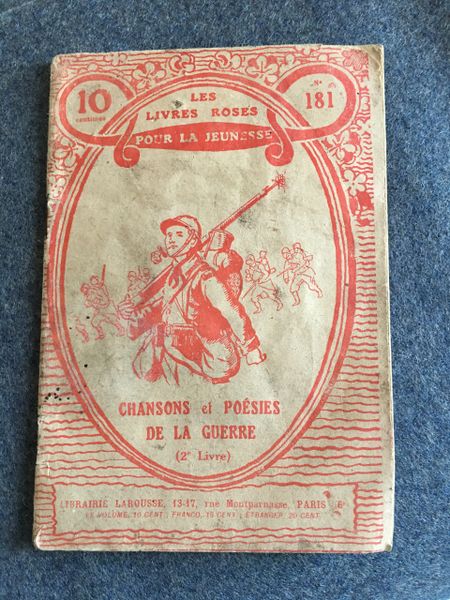 LES
LIVRES ROSES
POUR LA JEUNESSE
10
centimes
N°
181
CHANSONS et POÉSIES
DE LA GUERRE
(2e Livre)
LIBRAIRIE LAROUSSE, 13-17, rue Montparnasse, PARIS 6e
LE VOLUME, 10 CENT.; FRANCO, 15 CENT.; ÉTRANGER, 20 CENT.